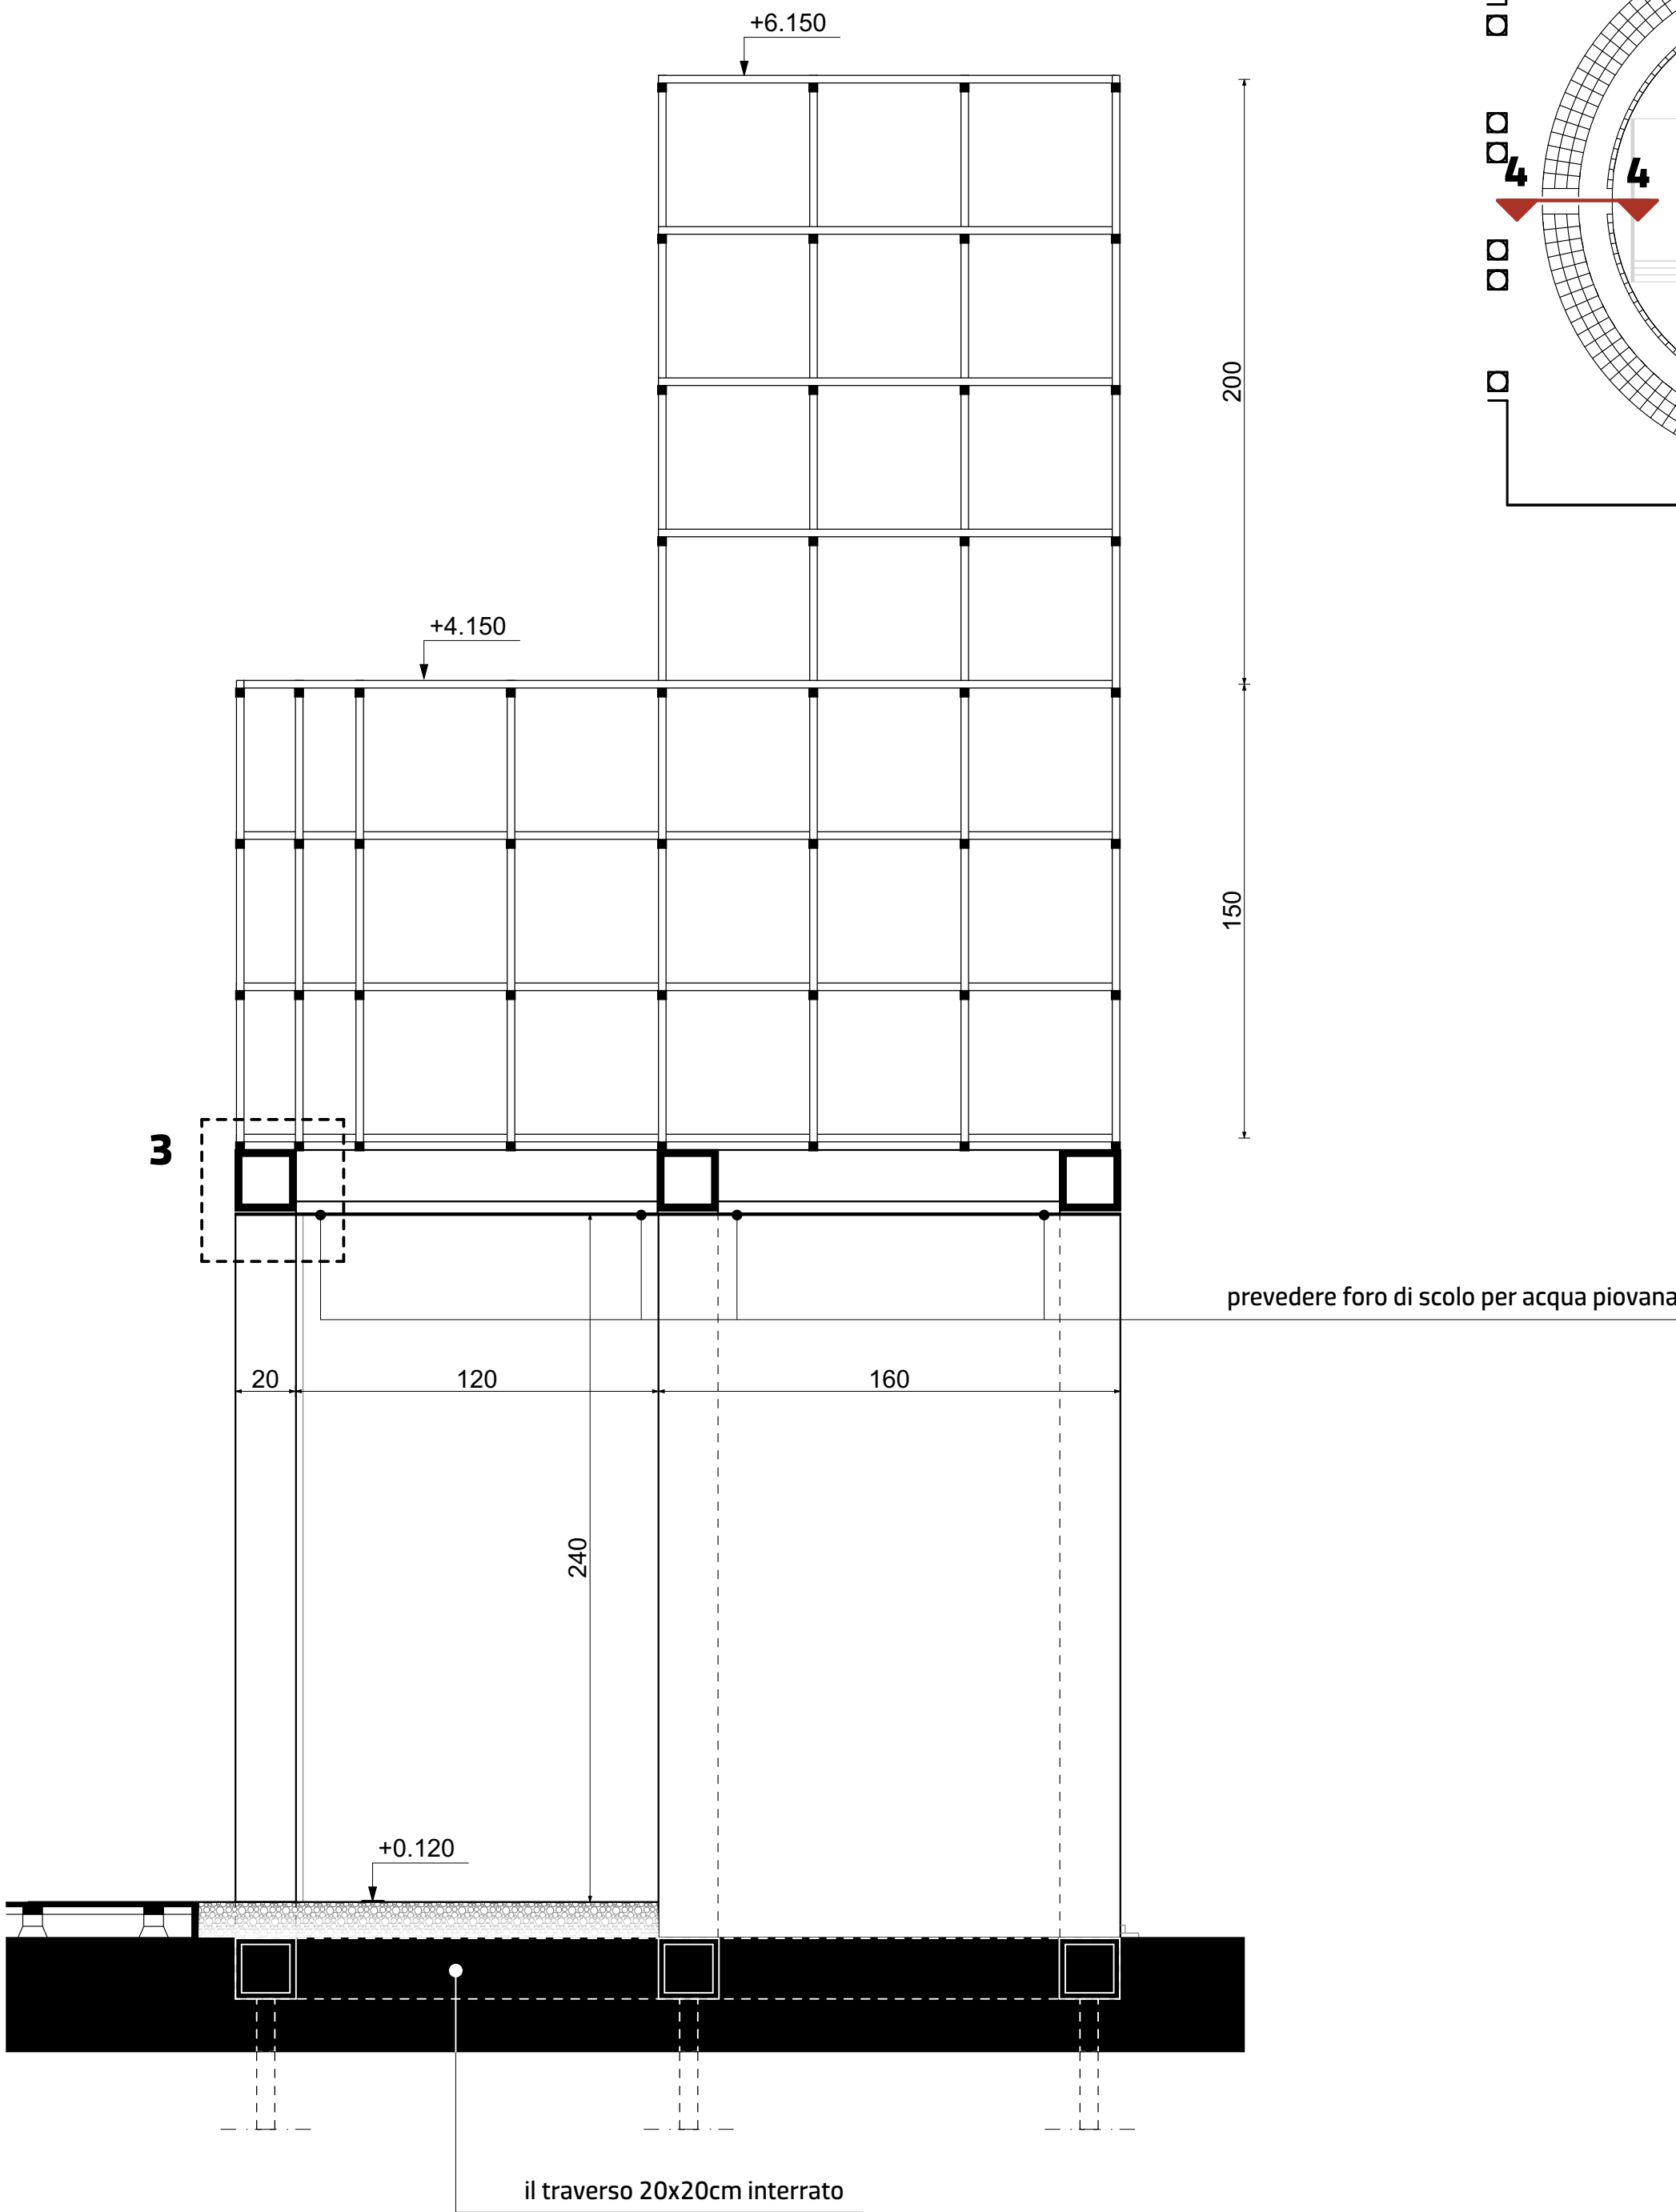 +6.150
4 4
200
+4.150
150
3
prevedere foro di scolo per acqua piovana
20 120 160
240
+0.120
il traverso 20x20cm interrato